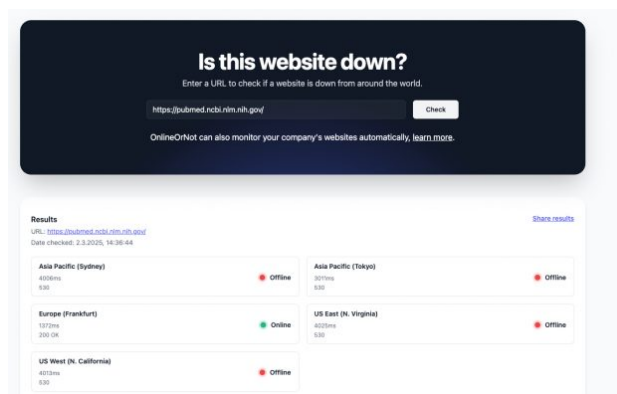 Is this website down?
Enter a URL to check if a website is down from around the world.
https://pubmed.ncbi.nlm.nih.gov/
Check
OnlineOrNot can also monitor your company's websites automatically, learn more.
Results
Share results
URL: https://pubmed.ncbi.nlm.nih.gov/
Date checked: 2.3.2025, 14:36:44
Asia Pacific (Sydney)
4006ms
530
Offline
Asia Pacific (Tokyo)
3011ms
530
Offline
Europe (Frankfurt)
1372ms
200 OK
Online
US East (N. Virginia)
4025ms
530
Offline
US West (N. California)
4013ms
530
Offline